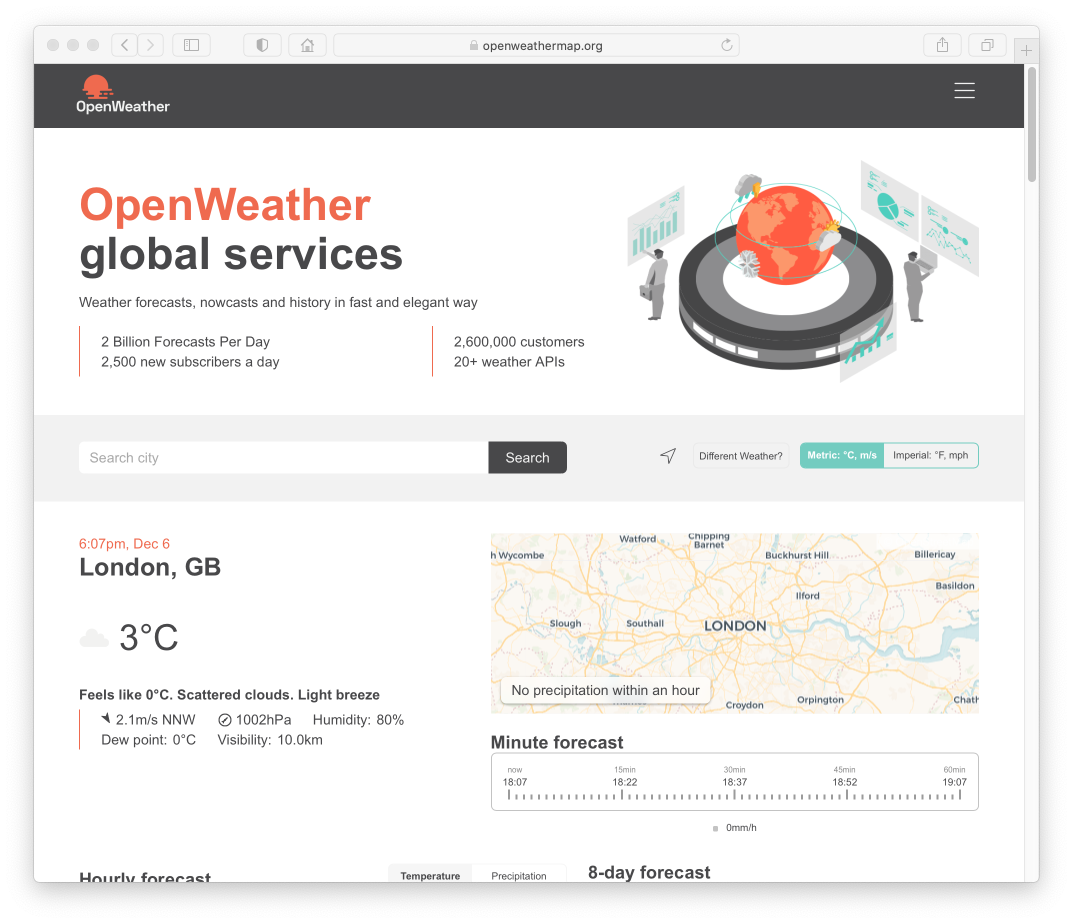 openweathermap.org
OpenWeather
OpenWeather
global services
Weather forecasts, nowcasts and history in fast and elegant way
2 Billion Forecasts Per Day
2,500 new subscribers a day
2,600,000 customers
20+ weather APIs
Search city
Search
Different Weather?
Metric: °C, m/s
Imperial: °F, mph
6:07pm, Dec 6
London, GB
3°C
Feels like 0°C. Scattered clouds. Light breeze
2.1m/s NNW 1002hPa Humidity: 80%
Dew point: 0°C Visibility: 10.0km
Watford
Chipping
Barnet
h Wycombe
Buckhurst Hill
Billericay
Basildon
Ilford
Slough
Southall
LONDON
No precipitation within an hour
Croydon
Orpington
Chath
Minute forecast
now 15min 30min 45min 60min
18:07 18:22 18:37 18:52 19:07
0mm/h
Hourly forecast
Temperature
Precipitation
8-day forecast